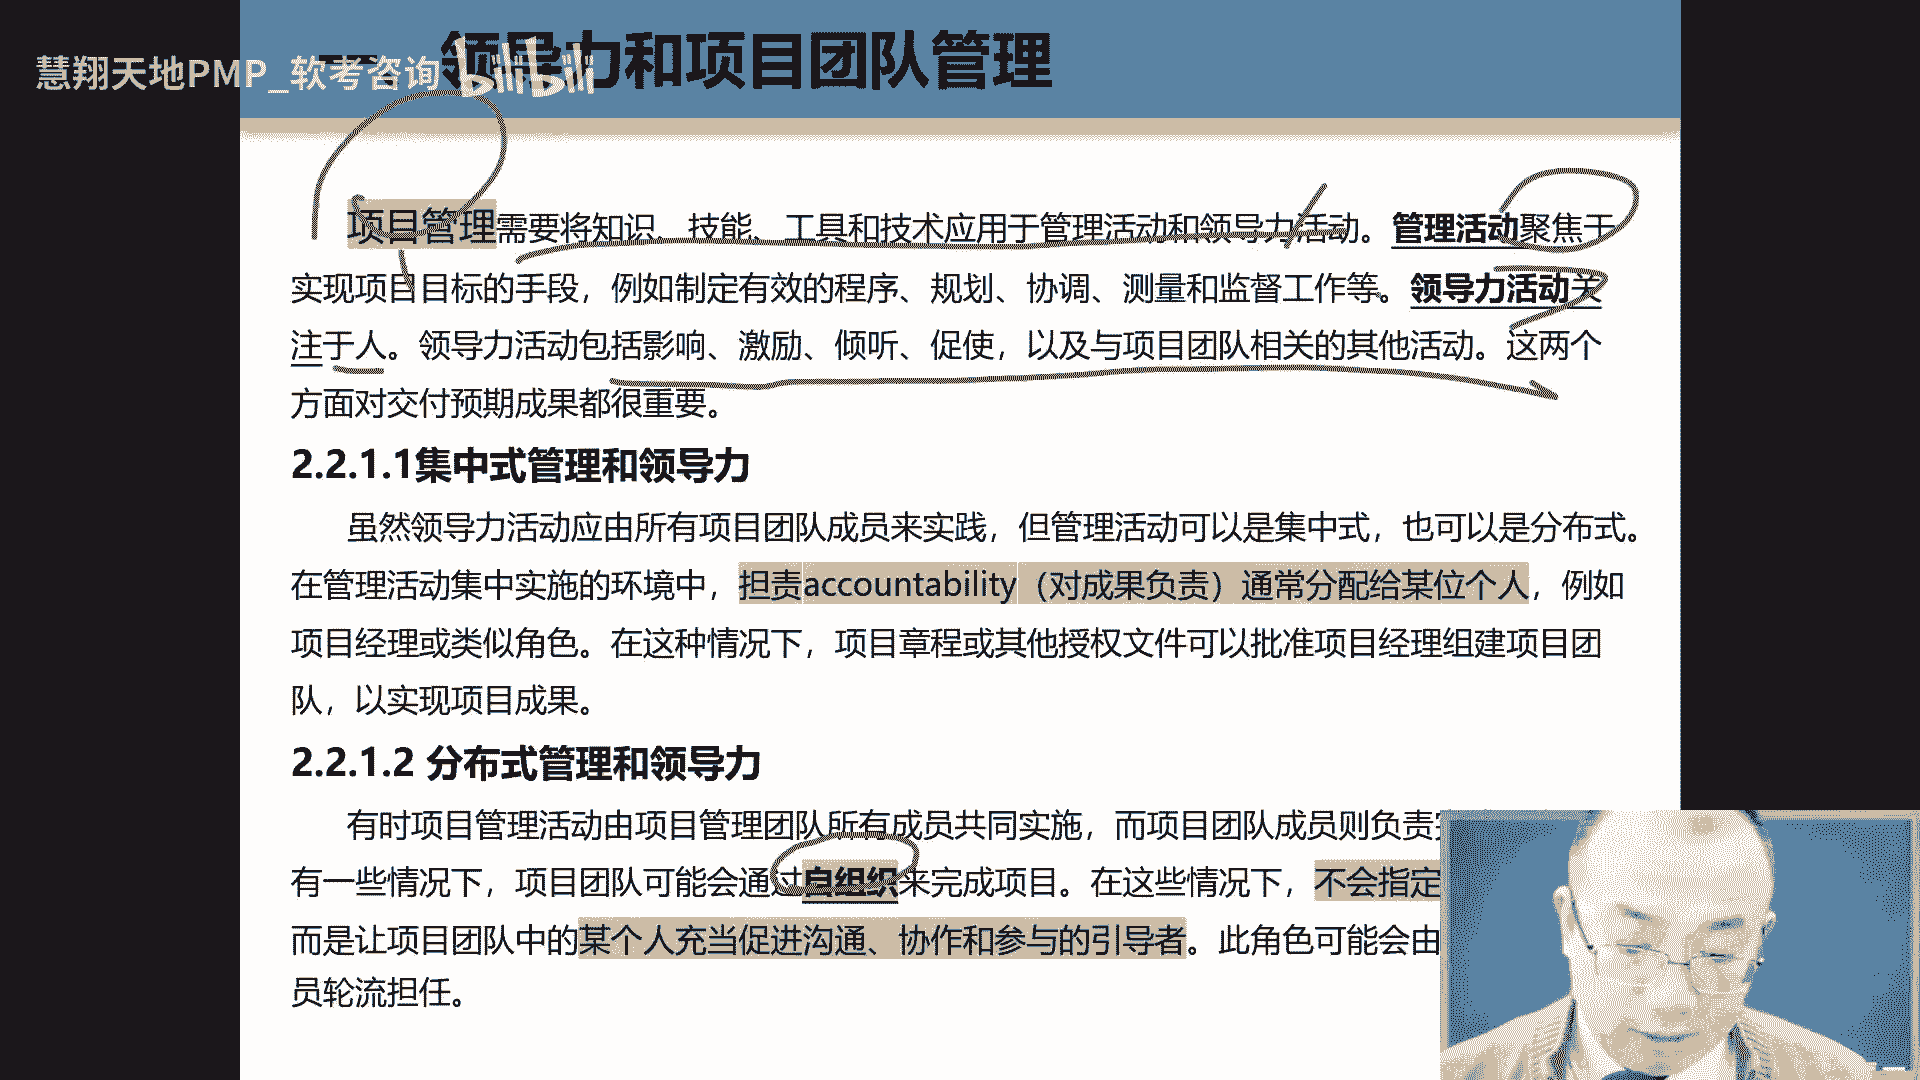 慧翔天地PMP_软考咨询 bilibili
领导力和项目团队管理
项目管理需要将知识、技能、工具和技术应用于管理活动和领导力活动。管理活动聚焦于
实现项目目标的手段，例如制定有效的程序、规划、协调、测量和监督工作等。领导力活动关
注于人。领导力活动包括影响、激励、倾听、促使，以及与项目团队相关的其他活动。这两个
方面对交付预期成果都很重要。
2.2.1.1集中式管理和领导力
虽然领导力活动应由所有项目团队成员来实践，但管理活动可以是集中式，也可以是分布式。
在管理活动集中实施的环境中，担责accountability（对成果负责）通常分配给某位个人，例如
项目经理或类似角色。在这种情况下，项目章程或其他授权文件可以批准项目经理组建项目团
队，以实现项目成果。
2.2.1.2 分布式管理和领导力
有时项目管理活动由项目管理团队所有成员共同实施，而项目团队成员则负责
有一些情况下，项目团队可能会通过自组织来完成项目。在这些情况下，不会指定
而是让项目团队中的某个人充当促进沟通、协作和参与的引导者。此角色可能会由
员轮流担任。